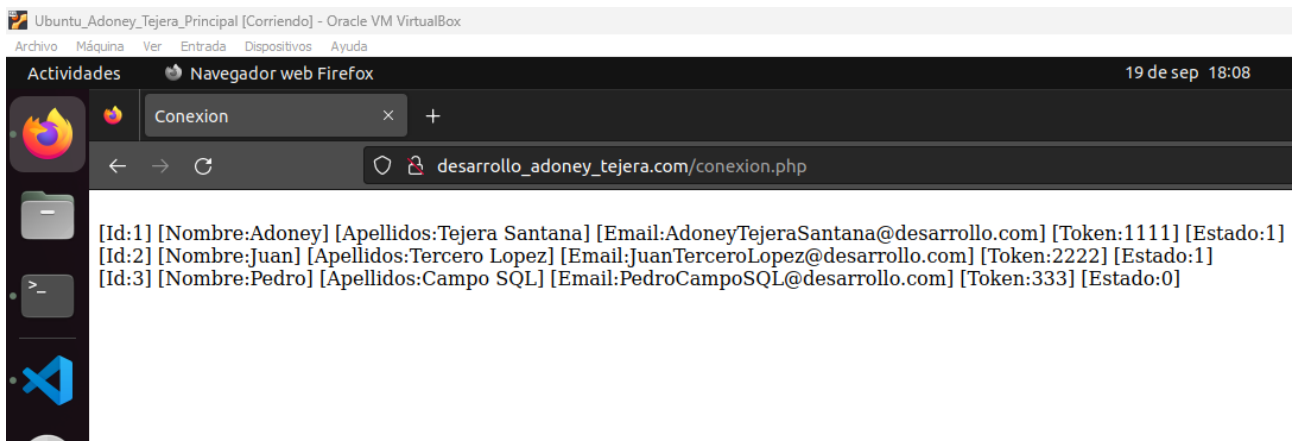 Ubuntu_Adoney_Tejera_Principal [Corriendo] - Oracle VM VirtualBox
Archivo Máquina Ver Entrada Dispositivos Ayuda
Actividades Navegador web Firefox 19 de sep 18:08
Conexion
desarrollo_adoney_tejera.com/conexion.php
[Id:1] [Nombre:Adoney] [Apellidos:Tejera Santana] [Email:AdoneyTejeraSantana@desarrollo.com] [Token:1111] [Estado:1]
[Id:2] [Nombre:Juan] [Apellidos:Tercero Lopez] [Email:JuanTerceroLopez@desarrollo.com] [Token:2222] [Estado:1]
[Id:3] [Nombre:Pedro] [Apellidos:Campo SQL] [Email:PedroCampoSQL@desarrollo.com] [Token:333] [Estado:0]